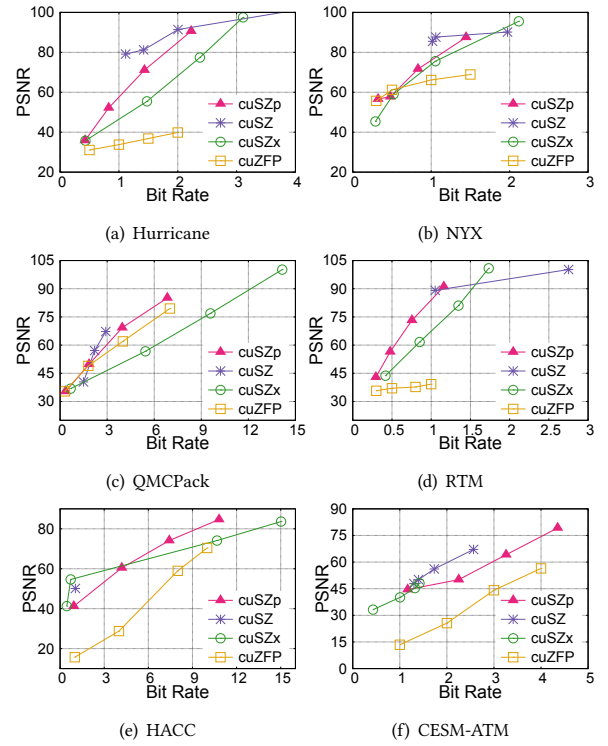 100
80
60
40
20
PSNR
cuSZp
cuSZ
cuSZx
cuZFP
0 1 2 3 4
Bit Rate
(a) Hurricane
100
80
60
40
20
PSNR
cuSZp
cuSZ
cuSZx
cuZFP
0 1 2 3
Bit Rate
(b) NYX
105
90
75
60
45
30
PSNR
cuSZp
cuSZ
cuSZx
cuZFP
0 3 6 9 12 15
Bit Rate
(c) QMCPack
105
90
75
60
45
30
PSNR
cuSZp
cuSZ
cuSZx
cuZFP
0 0.5 1 1.5 2 2.5 3
Bit Rate
(d) RTM
80
60
40
20
PSNR
cuSZp
cuSZ
cuSZx
cuZFP
0 3 6 9 12 15
Bit Rate
(e) HACC
90
75
60
45
30
15
0
PSNR
cuSZp
cuSZ
cuSZx
cuZFP
0 1 2 3 4 5
Bit Rate
(f) CESM-ATM